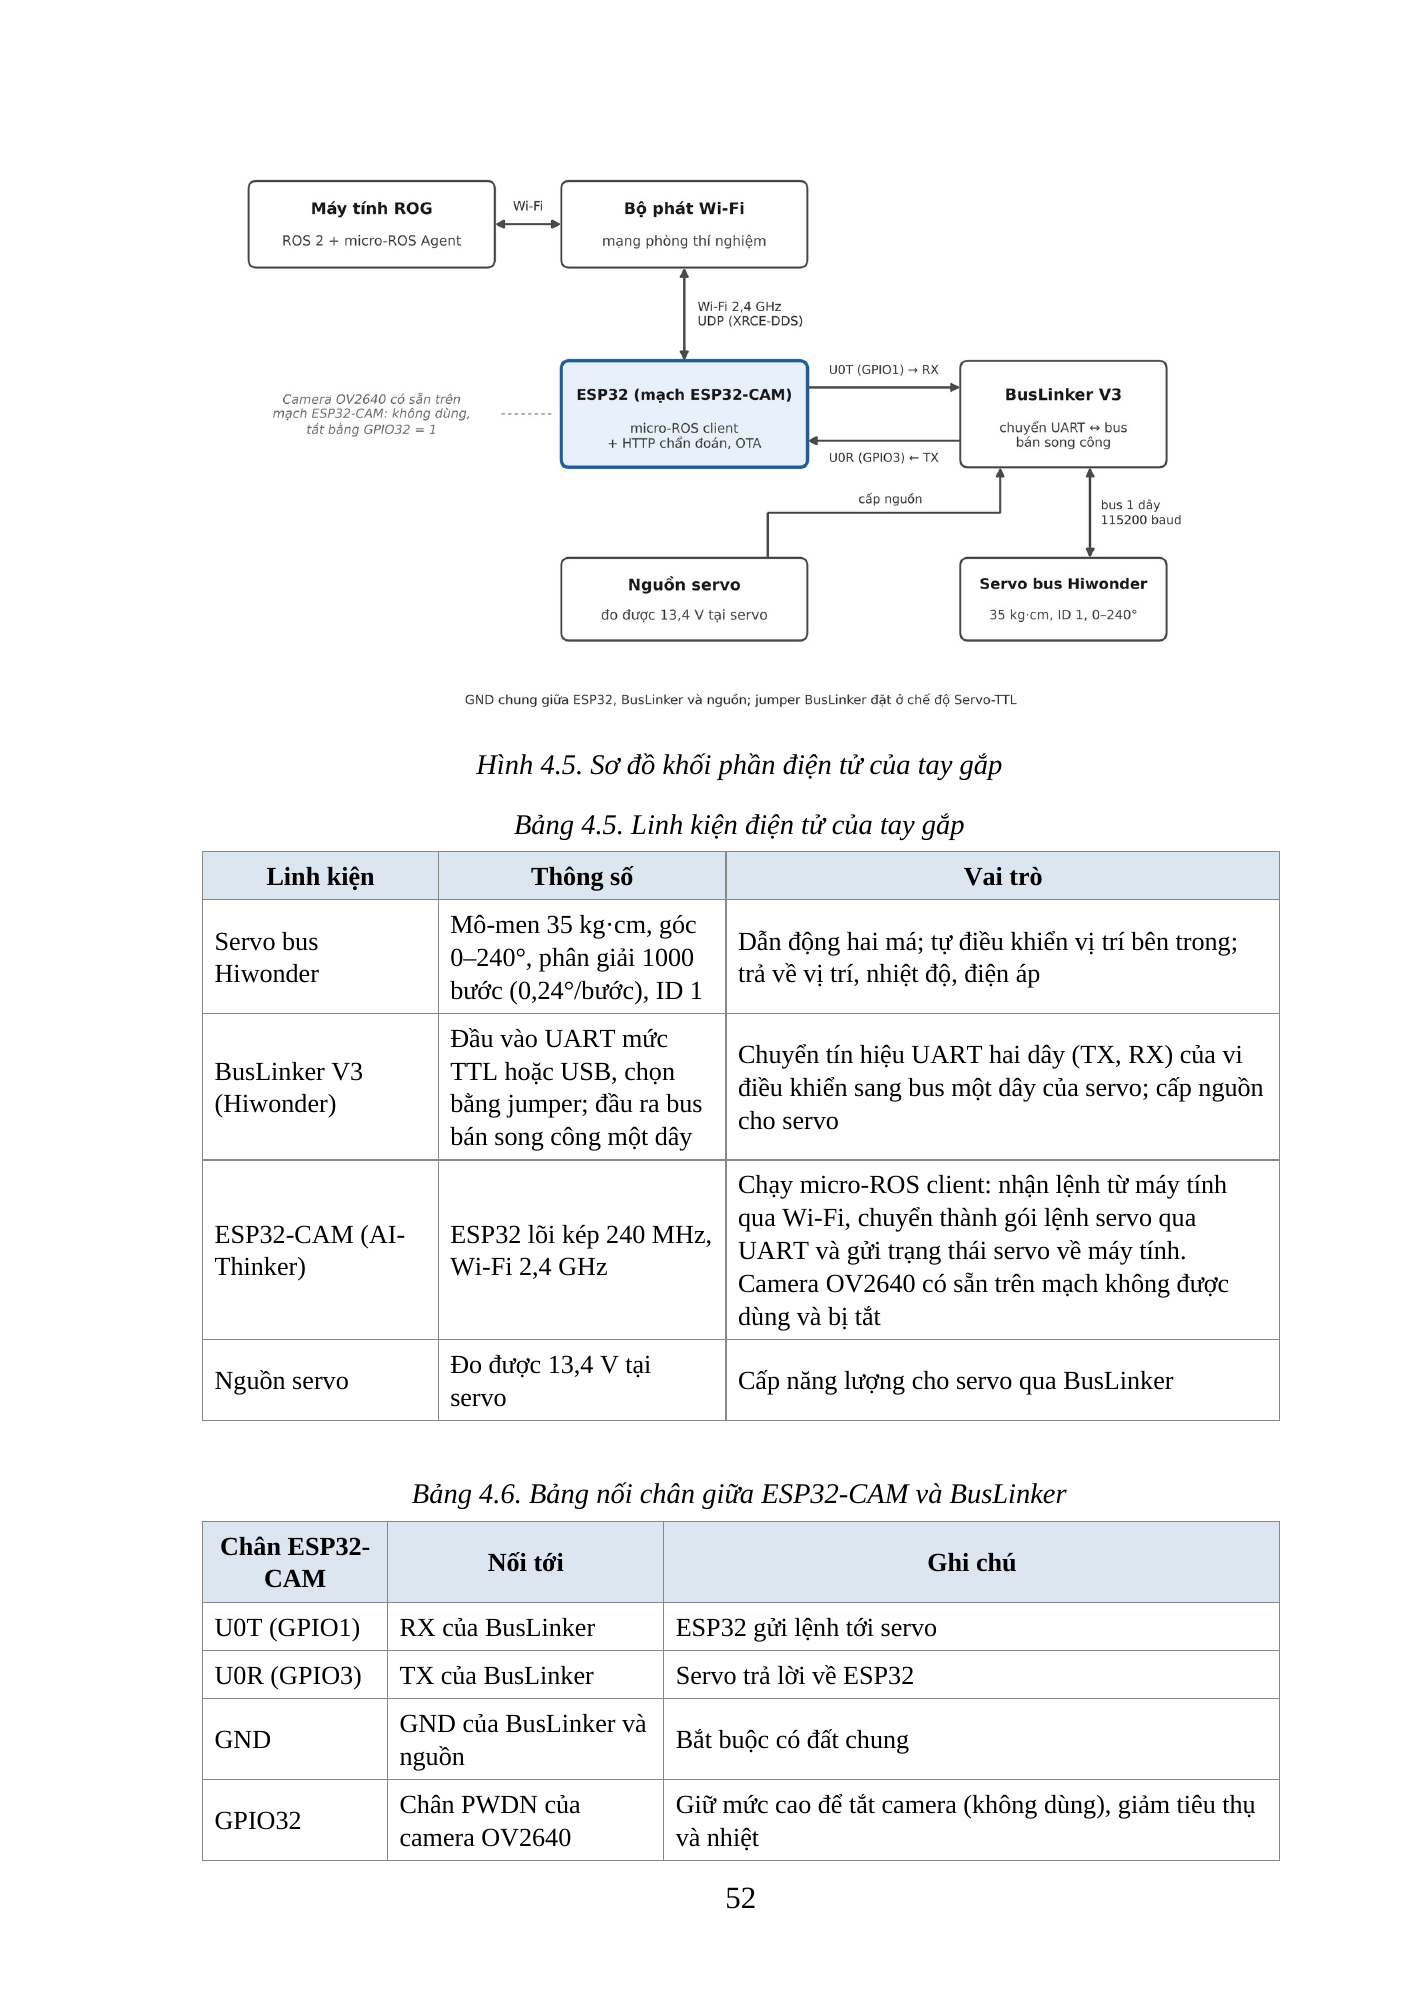 Máy tính ROG
ROS 2 + micro-ROS Agent
Wi-Fi
Bộ phát Wi-Fi
mạng phòng thí nghiệm
Wi-Fi 2,4 GHz
UDP (XRCE-DDS)
Camera OV2640 có sẵn trên
mạch ESP32-CAM: không dùng,
tắt bằng GPIO32 = 1
ESP32 (mạch ESP32-CAM)
micro-ROS client
+ HTTP chẩn đoán, OTA
U0T (GPIO1) → RX
U0R (GPIO3) ← TX
BusLinker V3
chuyển UART ↔ bus
bán song công
cấp nguồn
bus 1 dây
115200 baud
Nguồn servo
đo được 13,4 V tại servo
Servo bus Hiwonder
35 kg·cm, ID 1, 0–240°
GND chung giữa ESP32, BusLinker và nguồn; jumper BusLinker đặt ở chế độ Servo-TTL
Hình 4.5. Sơ đồ khối phần điện tử của tay gắp
Bảng 4.5. Linh kiện điện tử của tay gắp
Linh kiện
Thông số
Vai trò
Servo bus
Hiwonder
Mô-men 35 kg·cm, góc
0–240°, phân giải 1000
bước (0,24°/bước), ID 1
Dẫn động hai má; tự điều khiển vị trí bên trong;
trả về vị trí, nhiệt độ, điện áp
BusLinker V3
(Hiwonder)
Đầu vào UART mức
TTL hoặc USB, chọn
bằng jumper; đầu ra bus
bán song công một dây
Chuyển tín hiệu UART hai dây (TX, RX) của vi
điều khiển sang bus một dây của servo; cấp nguồn
cho servo
ESP32-CAM (AI-
Thinker)
ESP32 lõi kép 240 MHz,
Wi-Fi 2,4 GHz
Chạy micro-ROS client: nhận lệnh từ máy tính
qua Wi-Fi, chuyển thành gói lệnh servo qua
UART và gửi trạng thái servo về máy tính.
Camera OV2640 có sẵn trên mạch không được
dùng và bị tắt
Nguồn servo
Đo được 13,4 V tại
servo
Cấp năng lượng cho servo qua BusLinker
Bảng 4.6. Bảng nối chân giữa ESP32-CAM và BusLinker
Chân ESP32-
CAM
Nối tới
Ghi chú
U0T (GPIO1)
RX của BusLinker
ESP32 gửi lệnh tới servo
U0R (GPIO3)
TX của BusLinker
Servo trả lời về ESP32
GND
GND của BusLinker và
nguồn
Bắt buộc có đất chung
GPIO32
Chân PWDN của
camera OV2640
Giữ mức cao để tắt camera (không dùng), giảm tiêu thụ
và nhiệt
52